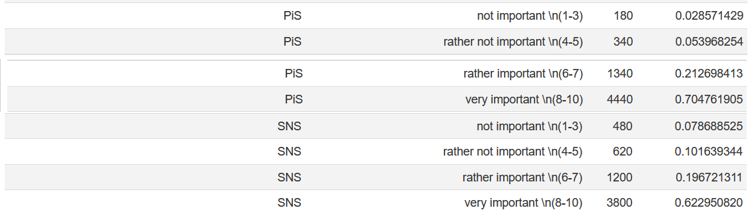 PiS not important \n(1-3) 180 0.028571429
PiS rather not important \n(4-5) 340 0.053968254
PiS rather important \n(6-7) 1340 0.212698413
PiS very important \n(8-10) 4440 0.704761905
SNS not important \n(1-3) 480 0.078688525
SNS rather not important \n(4-5) 620 0.101639344
SNS rather important \n(6-7) 1200 0.196721311
SNS very important \n(8-10) 3800 0.622950820